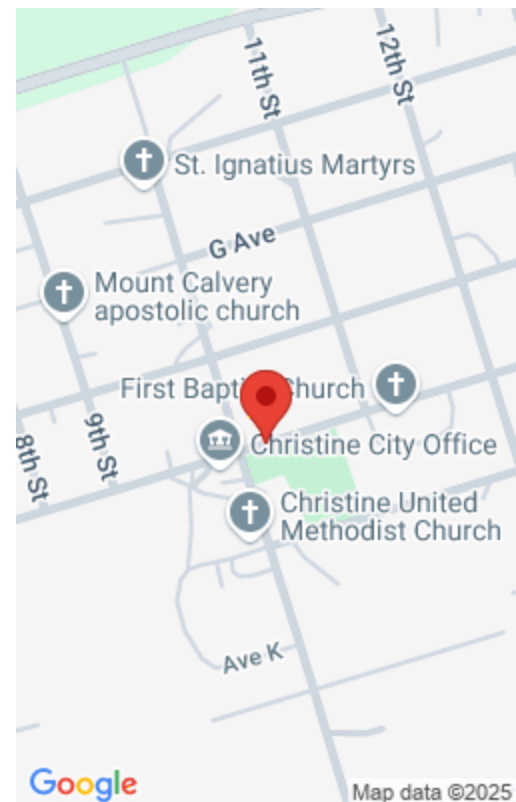 11th St
12th St
St. Ignatius Martyrs
G Ave
Mount Calvery
apostolic church
First Baptist Church
9th St
8th St
Christine City Office
Christine United
Methodist Church
Ave K
Google
Map data ©2025